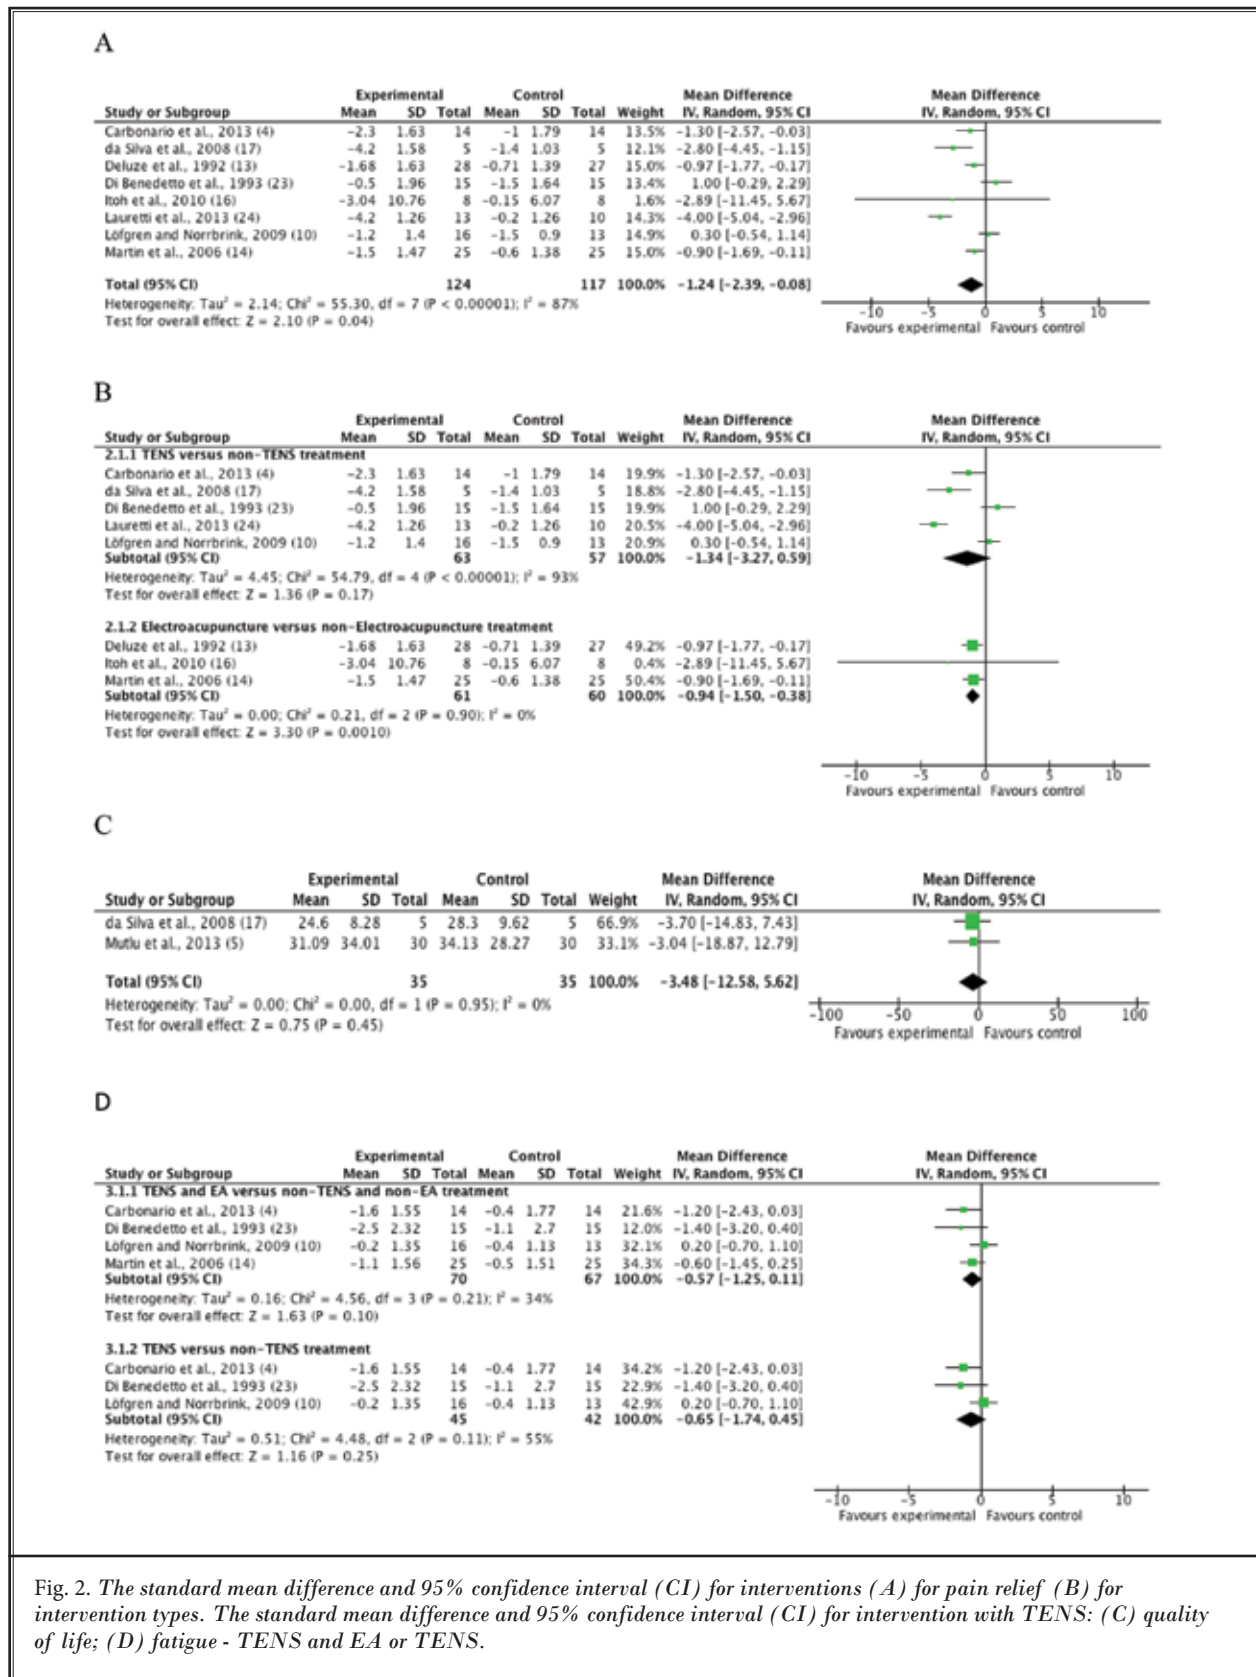 A
Experimental Control Mean Difference Mean Difference
Study or Subgroup Mean SD Total Mean SD Total Weight IV, Random, 95% CI IV, Random, 95% CI
Carbonario et al., 2013 (4) −2.3 1.63 14 −1 1.79 14 13.5% −1.30 [−2.57, −0.03]
da Silva et al., 2008 (17) −4.2 1.58 5 −1.4 1.03 5 12.1% −2.80 [−4.45, −1.15]
Deluze et al., 1992 (13) −1.68 1.63 28 −0.71 1.39 27 15.0% −0.97 [−1.77, −0.17]
Di Benedetto et al., 1993 (23) −0.5 1.96 15 −1.5 1.64 15 13.4% 1.00 [−0.29, 2.29]
Itoh et al., 2010 (16) −3.04 10.76 8 −0.15 6.07 8 1.6% −2.89 [−11.45, 5.67]
Lauretti et al., 2013 (24) −4.2 1.26 13 −0.2 1.26 10 14.3% −4.00 [−5.04, −2.96]
Löfgren and Norrbrink, 2009 (10) −1.2 1.4 16 −1.5 0.9 13 14.9% 0.30 [−0.54, 1.14]
Martin et al., 2006 (14) −1.5 1.47 25 −0.6 1.38 25 15.0% −0.90 [−1.69, −0.11]
Total (95% CI) 124 117 100.0% −1.24 [−2.39, −0.08]
Heterogeneity: Tau² = 2.14; Chi² = 55.30, df = 7 (P < 0.00001); I² = 87%
Test for overall effect: Z = 2.10 (P = 0.04)
−10 −5 0 5 10
Favours experimental Favours control
B
Experimental Control Mean Difference Mean Difference
Study or Subgroup Mean SD Total Mean SD Total Weight IV, Random, 95% CI IV, Random, 95% CI
2.1.1 TENS versus non−TENS treatment
Carbonario et al., 2013 (4) −2.3 1.63 14 −1 1.79 14 19.9% −1.30 [−2.57, −0.03]
da Silva et al., 2008 (17) −4.2 1.58 5 −1.4 1.03 5 18.8% −2.80 [−4.45, −1.15]
Di Benedetto et al., 1993 (23) −0.5 1.96 15 −1.5 1.64 15 19.9% 1.00 [−0.29, 2.29]
Lauretti et al., 2013 (24) −4.2 1.26 13 −0.2 1.26 10 20.5% −4.00 [−5.04, −2.96]
Löfgren and Norrbrink, 2009 (10) −1.2 1.4 16 −1.5 0.9 13 20.9% 0.30 [−0.54, 1.14]
Subtotal (95% CI) 63 57 100.0% −1.34 [−3.27, 0.59]
Heterogeneity: Tau² = 4.45; Chi² = 54.79, df = 4 (P < 0.00001); I² = 93%
Test for overall effect: Z = 1.36 (P = 0.17)
2.1.2 Electroacupuncture versus non−Electroacupuncture treatment
Deluze et al., 1992 (13) −1.68 1.63 28 −0.71 1.39 27 49.2% −0.97 [−1.77, −0.17]
Itoh et al., 2010 (16) −3.04 10.76 8 −0.15 6.07 8 0.4% −2.89 [−11.45, 5.67]
Martin et al., 2006 (14) −1.5 1.47 25 −0.6 1.38 25 50.4% −0.90 [−1.69, −0.11]
Subtotal (95% CI) 61 60 100.0% −0.94 [−1.50, −0.38]
Heterogeneity: Tau² = 0.00; Chi² = 0.21, df = 2 (P = 0.90); I² = 0%
Test for overall effect: Z = 3.30 (P = 0.0010)
−10 −5 0 5 10
Favours experimental Favours control
C
Experimental Control Mean Difference Mean Difference
Study or Subgroup Mean SD Total Mean SD Total Weight IV, Random, 95% CI IV, Random, 95% CI
da Silva et al., 2008 (17) 24.6 8.28 5 28.3 9.62 5 66.9% −3.70 [−14.83, 7.43]
Mutlu et al., 2013 (5) 31.09 34.01 30 34.13 28.27 30 33.1% −3.04 [−18.87, 12.79]
Total (95% CI) 35 35 100.0% −3.48 [−12.58, 5.62]
Heterogeneity: Tau² = 0.00; Chi² = 0.00, df = 1 (P = 0.95); I² = 0%
Test for overall effect: Z = 0.75 (P = 0.45)
−100 −50 0 50 100
Favours experimental Favours control
D
Experimental Control Mean Difference Mean Difference
Study or Subgroup Mean SD Total Mean SD Total Weight IV, Random, 95% CI IV, Random, 95% CI
3.1.1 TENS and EA versus non−TENS and non−EA treatment
Carbonario et al., 2013 (4) −1.6 1.55 14 −0.4 1.77 14 21.6% −1.20 [−2.43, 0.03]
Di Benedetto et al., 1993 (23) −2.5 2.32 15 −1.1 2.7 15 12.0% −1.40 [−3.20, 0.40]
Löfgren and Norrbrink, 2009 (10) −0.2 1.35 16 −0.4 1.13 13 32.1% 0.20 [−0.70, 1.10]
Martin et al., 2006 (14) −1.1 1.56 25 −0.5 1.51 25 34.3% −0.60 [−1.45, 0.25]
Subtotal (95% CI) 70 67 100.0% −0.57 [−1.25, 0.11]
Heterogeneity: Tau² = 0.16; Chi² = 4.56, df = 3 (P = 0.21); I² = 34%
Test for overall effect: Z = 1.63 (P = 0.10)
3.1.2 TENS versus non−TENS treatment
Carbonario et al., 2013 (4) −1.6 1.55 14 −0.4 1.77 14 34.2% −1.20 [−2.43, 0.03]
Di Benedetto et al., 1993 (23) −2.5 2.32 15 −1.1 2.7 15 22.9% −1.40 [−3.20, 0.40]
Löfgren and Norrbrink, 2009 (10) −0.2 1.35 16 −0.4 1.13 13 42.9% 0.20 [−0.70, 1.10]
Subtotal (95% CI) 45 42 100.0% −0.65 [−1.74, 0.45]
Heterogeneity: Tau² = 0.51; Chi² = 4.48, df = 2 (P = 0.11); I² = 55%
Test for overall effect: Z = 1.16 (P = 0.25)
−10 −5 0 5 10
Favours experimental Favours control
Fig. 2. The standard mean difference and 95% confidence interval (CI) for interventions (A) for pain relief (B) for
intervention types. The standard mean difference and 95% confidence interval (CI) for intervention with TENS: (C) quality
of life; (D) fatigue - TENS and EA or TENS.